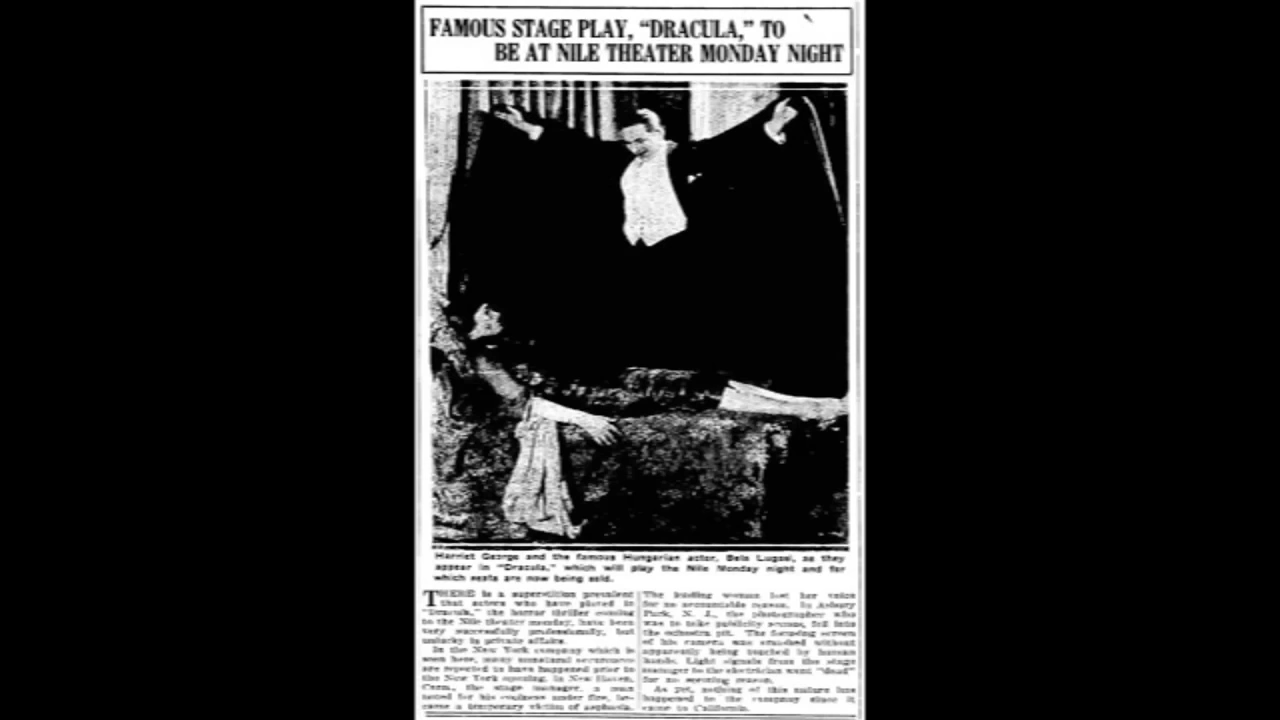 FAMOUS STAGE PLAY, “DRACULA,” TO
BE AT NILE THEATER MONDAY NIGHT
Harriet George and the famous Hungarian actor, Bela Lugosi, as they
appear in “Dracula,” which will play the Nile Monday night and for
which seats are now being sold.
THERE is a superstition prevalent
that actors who have played in
“Dracula,” the horror thriller coming
to the Nile theater monday, have been
very successfully professionally, but
unlucky in private affairs.
In the New York company which is
seen here, many unusual occurrences
are reported to have happened prior to
the New York opening. In New Haven,
Conn., the stage manager, a man
noted for his coolness under fire, be-
came a temporary victim of asphasia.
The leading woman lost her voice
for no accountable reason. In Asbury
Park, N. J., the photographer who
was to take publicity scenes, fell into
the orchestra pit. The focusing screen
of his camera was smashed without
apparently being touched by human
hands. Light signals from the stage
manager to the electrician went “dead”
for no seeming reason.
As yet, nothing of this nature has
happened to the company since it
came to California.